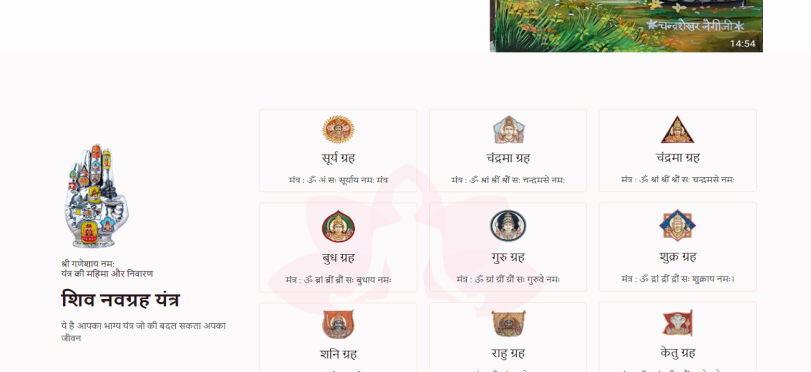 चन्द्रशेखर नेगीजी
14:54
श्री गणेशाय नम:
यंत्र की महिमा और निवारण
शिव नवग्रह यंत्र
ये है आपका भाग्य यंत्र जो की बदल सकता अपका
जीवन
सूर्य ग्रह
मंत्र : ॐ अं सः सूर्याय नम: मंत्र
चंद्रमा ग्रह
मंत्र : ॐ श्रां श्रीं श्रौं स: चन्द्रमसे नम:
चंद्रमा ग्रह
मंत्र : ॐ श्रां श्रीं श्रौं स: चन्द्रमसे नम:
बुध ग्रह
मंत्र : ॐ ब्रां ब्रीं ब्रौं सः बुधाय नमः
गुरु ग्रह
मंत्र : ॐ ग्रां ग्रीं ग्रौं सः गुरुवे नमः
शुक्र ग्रह
मंत्र : ॐ द्रां द्रीं द्रौं सः शुक्राय नमः।
शनि ग्रह
राहु ग्रह
केतु ग्रह